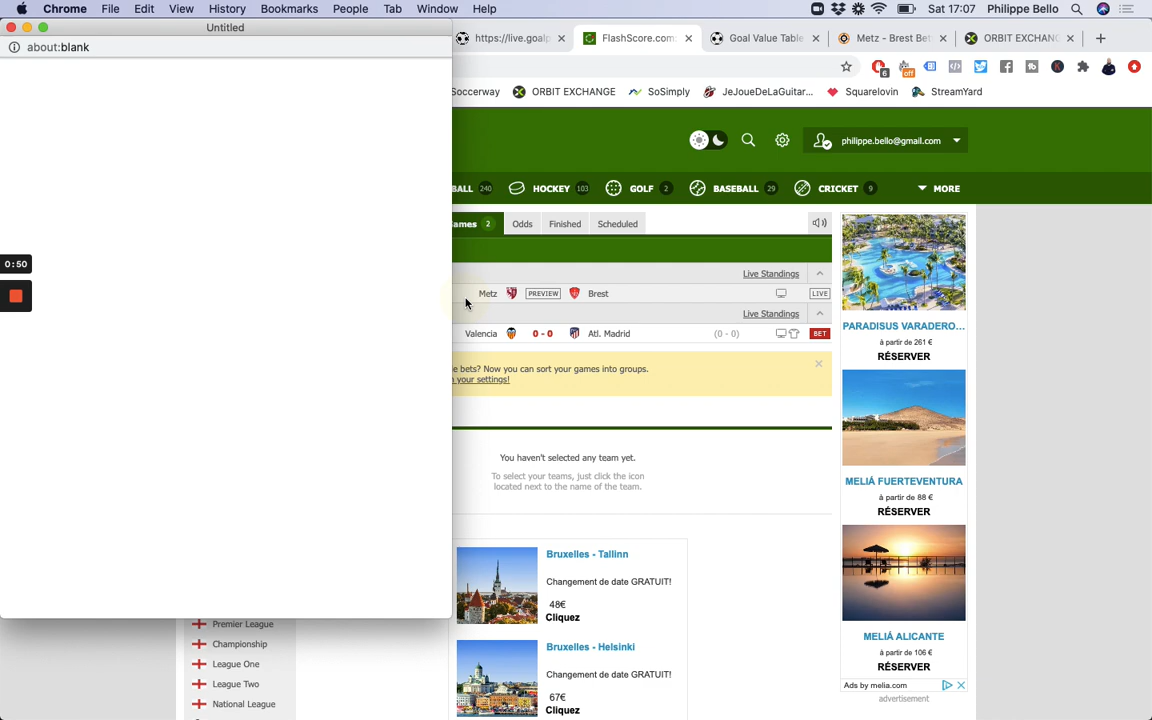 Chrome File Edit View History Bookmarks People Tab Window Help Sat 17:07 Philippe Bello
Untitled
about:blank
https://live.goalp
FlashScore.com:
Goal Value Table
Metz - Brest Bet
ORBIT EXCHANG
6
off
Soccerway ORBIT EXCHANGE SoSimply JeJoueDeLaGuitar... Squarelovin StreamYard
philippe.bello@gmail.com
BALL 240 HOCKEY 103 GOLF 2 BASEBALL 29 CRICKET 9 MORE
ames 2 Odds Finished Scheduled
0:50
Live Standings
Metz PREVIEW Brest LIVE
Live Standings
Valencia 0 - 0 Atl. Madrid (0 - 0) BET
e bets? Now you can sort your games into groups.
your settings!
You haven't selected any team yet.
To select your teams, just click the icon
located next to the name of the team.
PARADISUS VARADERO...
à partir de 261 €
RÉSERVER
MELIÁ FUERTEVENTURA
à partir de 88 €
RÉSERVER
MELIÁ ALICANTE
à partir de 106 €
RÉSERVER
Ads by melia.com
advertisement
Bruxelles - Tallinn
Changement de date GRATUIT!
48€
Cliquez
Bruxelles - Helsinki
Changement de date GRATUIT!
67€
Cliquez
Premier League
Championship
League One
League Two
National League